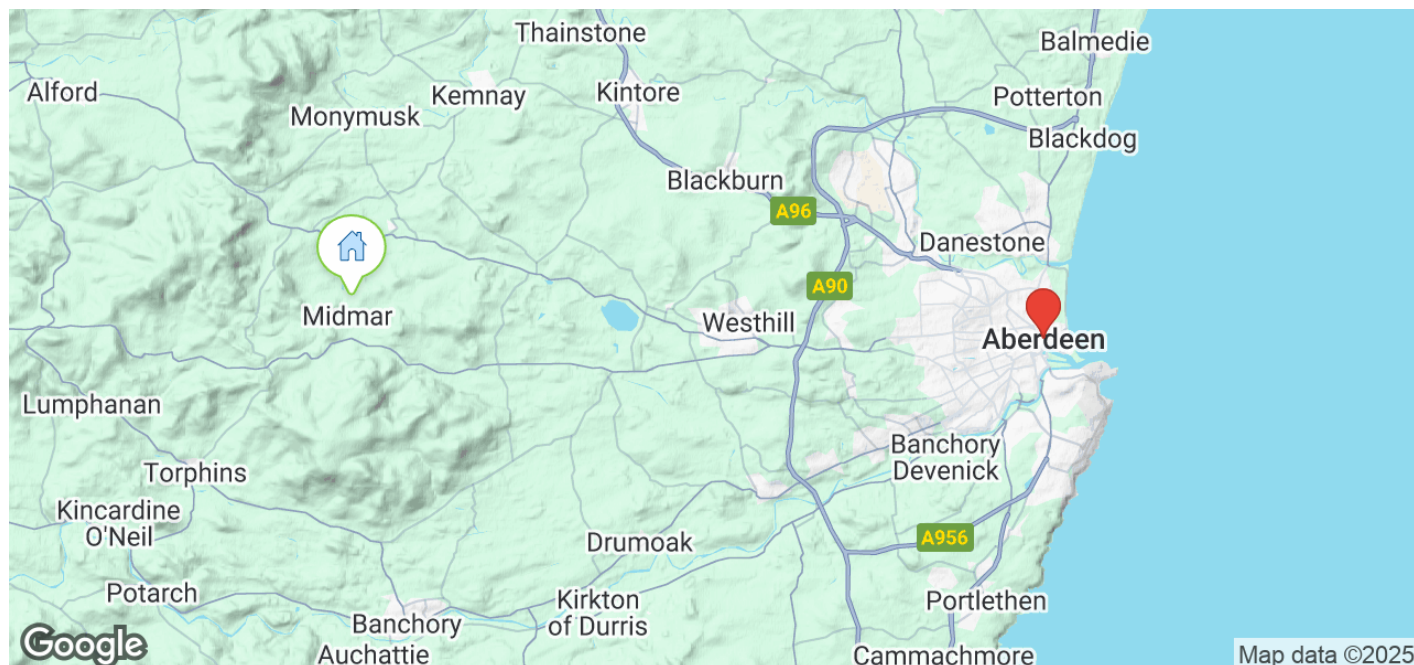 Thainstone
Balmedie
Alford
Kemnay
Kintore
Potterton
Monymusk
Blackdog
Blackburn
A96
Danestone
A90
Midmar
Westhill
Aberdeen
Lumphanan
Banchory
Devenick
Torphins
Kincardine
O'Neil
Drumoak
A956
Potarch
Kirkton
of Durris
Portlethen
Banchory
Auchattie
Cammachmore
Google
Map data ©2025